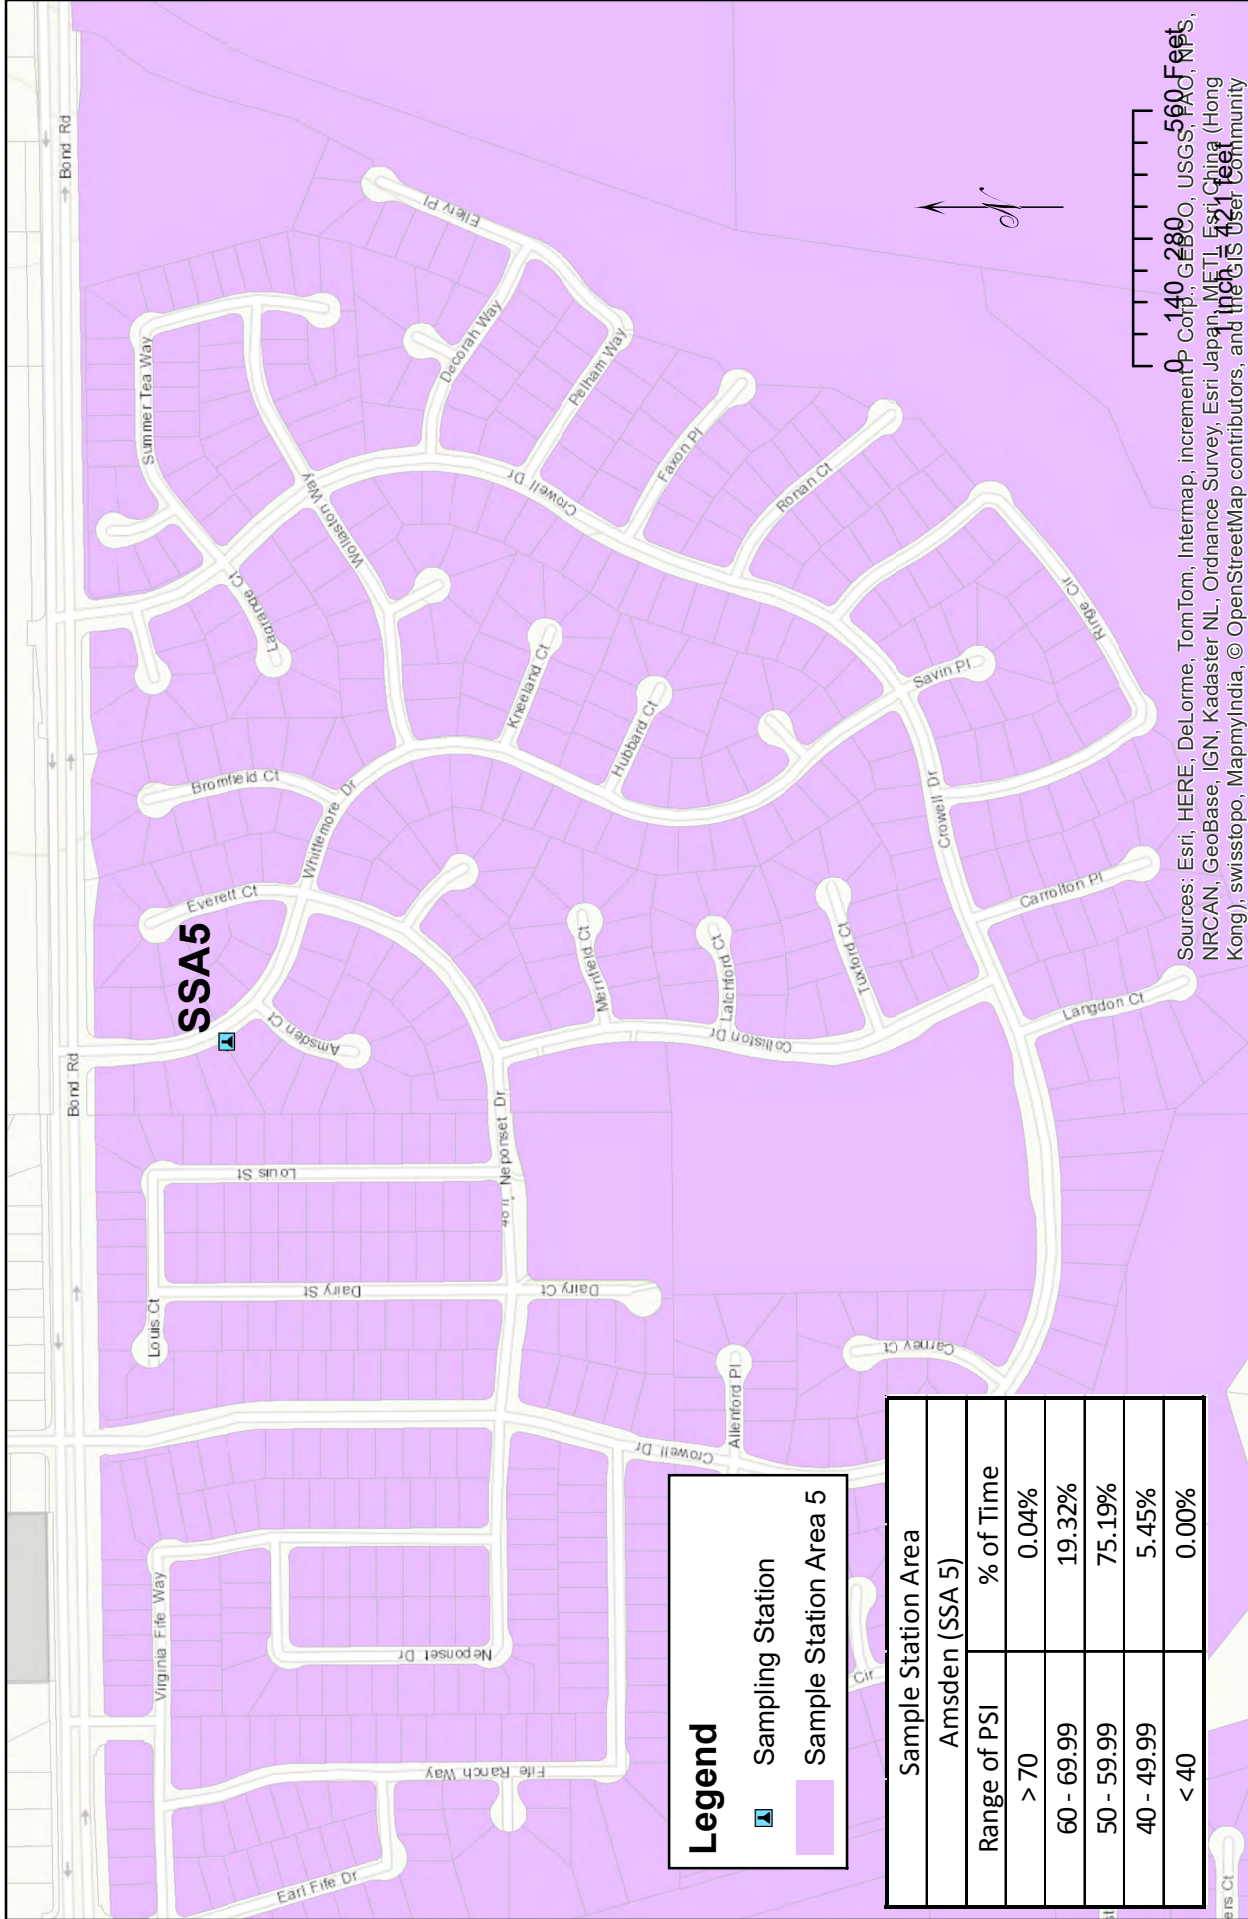 Bond Rd
Bond Rd
Summer Tea Way
Ellery Pl
Decorah Way
Pelham Way
Wollaston Way
Lagrange Ct
Crowell Dr
Faxon Pl
Ronan Ct
Kneeland Ct
Hubbard Ct
Ringe Cir
Savin Pl
Bromfield Ct
Whittemore Dr
Everett Ct
SSA5
Amsden Ct
Merrifield Ct
Latchford Ct
Tuxford Ct
Crowell Dr
Carrolton Pl
Langdon Ct
Colliston Dr
Neponset Dr
Louis St
Louis Ct
Dairy St
Dairy Ct
Carney Ct
Allenford Pl
Crowell Dr
Virginia Fife Way
Neponset Dr
Fife Ranch Way
Earl Fife Dr
Cir
ers Ct
Legend
Sampling Station
Sample Station Area 5
Sample Station Area
Amsden (SSA 5)
Range of PSI % of Time
> 70 0.04%
60 - 69.99 19.32%
50 - 59.99 75.19%
40 - 49.99 5.45%
< 40 0.00%
N
0 140 280 560 Feet
1 inch = 421 feet
Sources: Esri, HERE, DeLorme, TomTom, Intermap, increment P Corp., GEBCO, USGS, FAO, NPS,
NRCAN, GeoBase, IGN, Kadaster NL, Ordnance Survey, Esri Japan, METI, Esri China (Hong
Kong), swisstopo, MapmyIndia, © OpenStreetMap contributors, and the GIS User Community